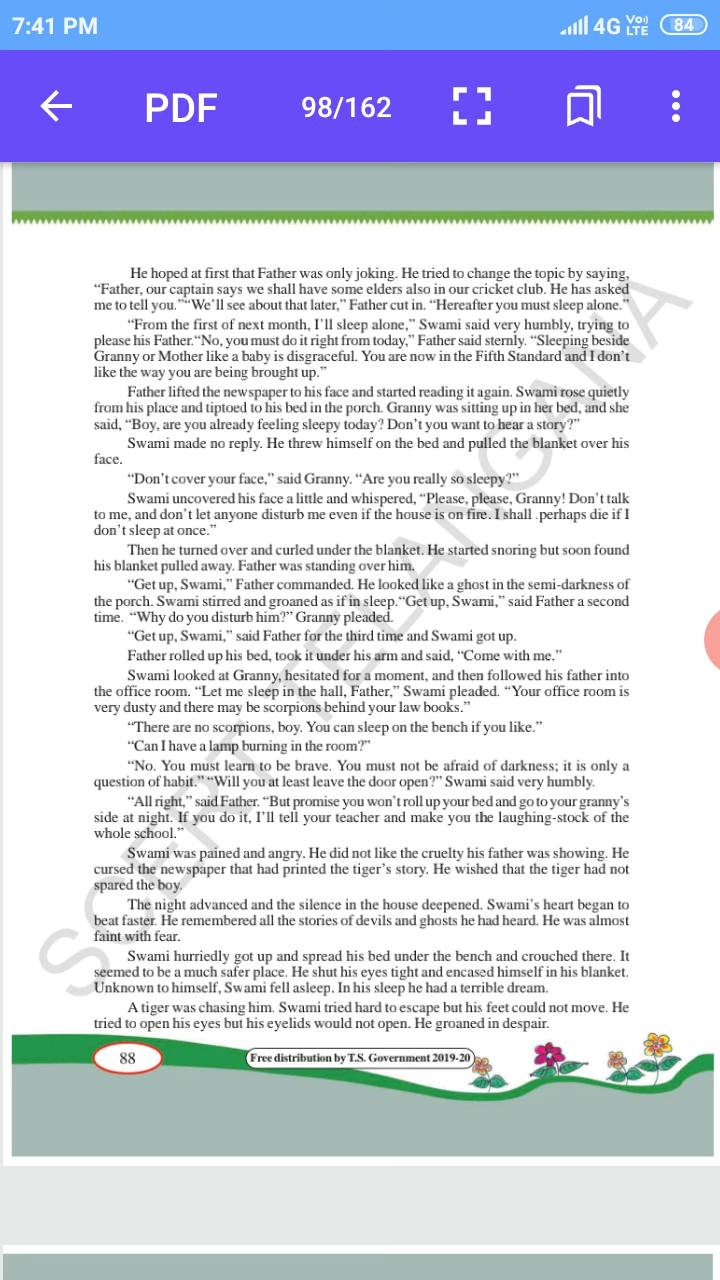 7:41 PM
4G Vo) LTE 84
PDF 98/162
He hoped at first that Father was only joking. He tried to change the topic by saying,
“Father, our captain says we shall have some elders also in our cricket club. He has asked
me to tell you.”“We’ll see about that later,” Father cut in. “Hereafter you must sleep alone.”
“From the first of next month, I’ll sleep alone,” Swami said very humbly, trying to
please his Father.“No, you must do it right from today,” Father said sternly. “Sleeping beside
Granny or Mother like a baby is disgraceful. You are now in the Fifth Standard and I don’t
like the way you are being brought up.”
Father lifted the newspaper to his face and started reading it again. Swami rose quietly
from his place and tiptoed to his bed in the porch. Granny was sitting up in her bed, and she
said, “Boy, are you already feeling sleepy today? Don’t you want to hear a story?”
Swami made no reply. He threw himself on the bed and pulled the blanket over his
face.
“Don’t cover your face,” said Granny. “Are you really so sleepy?”
Swami uncovered his face a little and whispered, “Please, please, Granny! Don’t talk
to me, and don’t let anyone disturb me even if the house is on fire. I shall .perhaps die if I
don’t sleep at once.”
Then he turned over and curled under the blanket. He started snoring but soon found
his blanket pulled away. Father was standing over him.
“Get up, Swami,” Father commanded. He looked like a ghost in the semi-darkness of
the porch. Swami stirred and groaned as if in sleep.“Get up, Swami,” said Father a second
time. “Why do you disturb him?” Granny pleaded.
“Get up, Swami,” said Father for the third time and Swami got up.
Father rolled up his bed, took it under his arm and said, “Come with me.”
Swami looked at Granny, hesitated for a moment, and then followed his father into
the office room. “Let me sleep in the hall, Father,” Swami pleaded. “Your office room is
very dusty and there may be scorpions behind your law books.”
“There are no scorpions, boy. You can sleep on the bench if you like.”
“Can I have a lamp burning in the room?”
“No. You must learn to be brave. You must not be afraid of darkness; it is only a
question of habit.” “Will you at least leave the door open?” Swami said very humbly.
“All right,” said Father. “But promise you won’t roll up your bed and go to your granny’s
side at night. If you do it, I’ll tell your teacher and make you the laughing-stock of the
whole school.”
Swami was pained and angry. He did not like the cruelty his father was showing. He
cursed the newspaper that had printed the tiger’s story. He wished that the tiger had not
spared the boy.
The night advanced and the silence in the house deepened. Swami’s heart began to
beat faster. He remembered all the stories of devils and ghosts he had heard. He was almost
faint with fear.
Swami hurriedly got up and spread his bed under the bench and crouched there. It
seemed to be a much safer place. He shut his eyes tight and encased himself in his blanket.
Unknown to himself, Swami fell asleep. In his sleep he had a terrible dream.
A tiger was chasing him. Swami tried hard to escape but his feet could not move. He
tried to open his eyes but his eyelids would not open. He groaned in despair.
SCERT TELANGANA
88
Free distribution by T.S. Government 2019-20